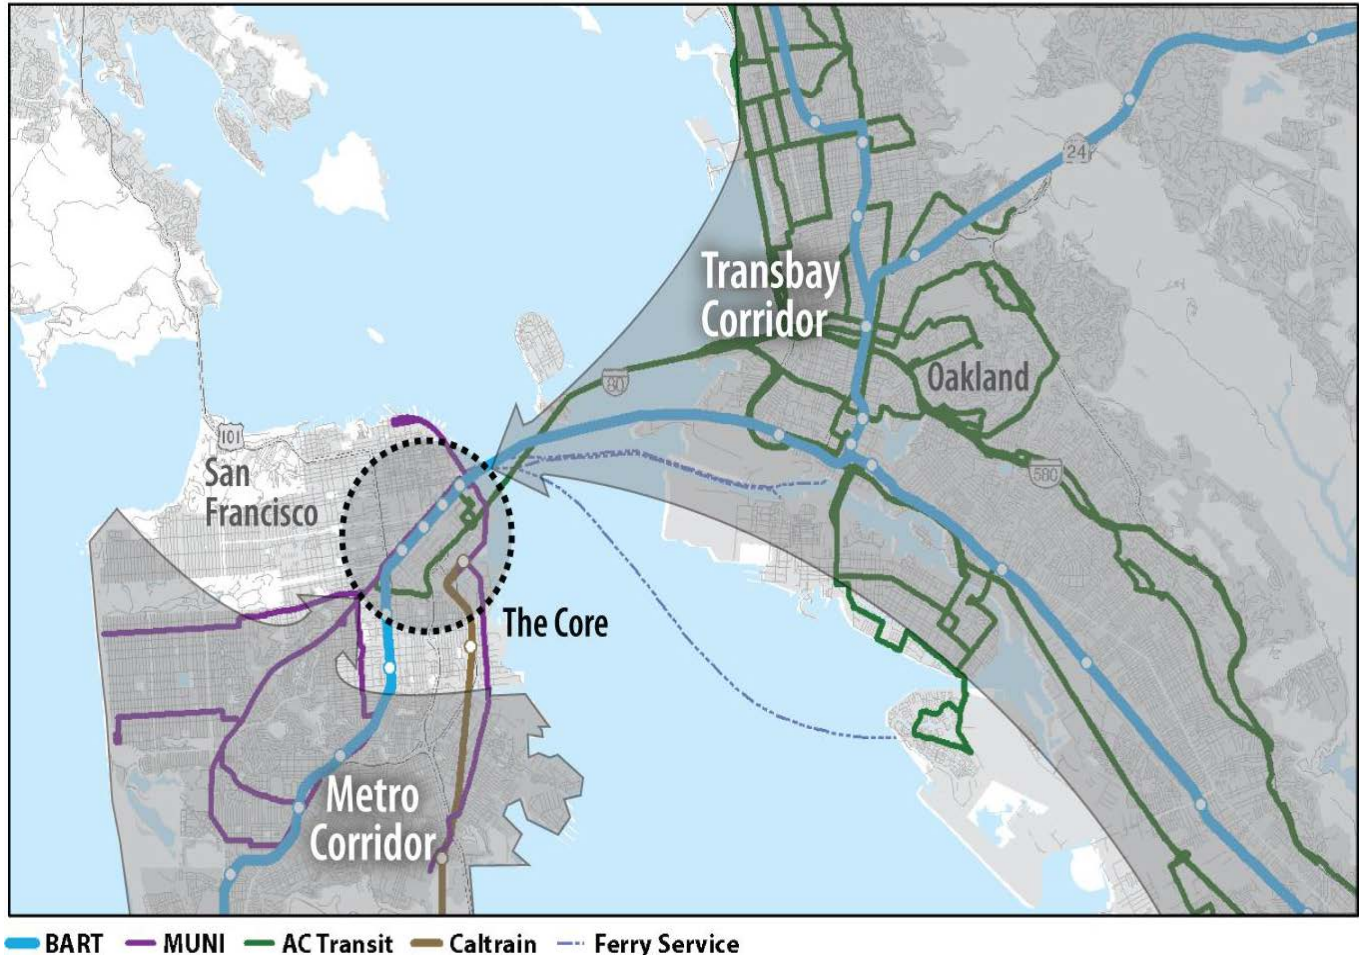 24
Transbay
Corridor
80
Oakland
101
San
Francisco
580
The Core
Metro
Corridor
BART MUNI AC Transit Caltrain Ferry Service